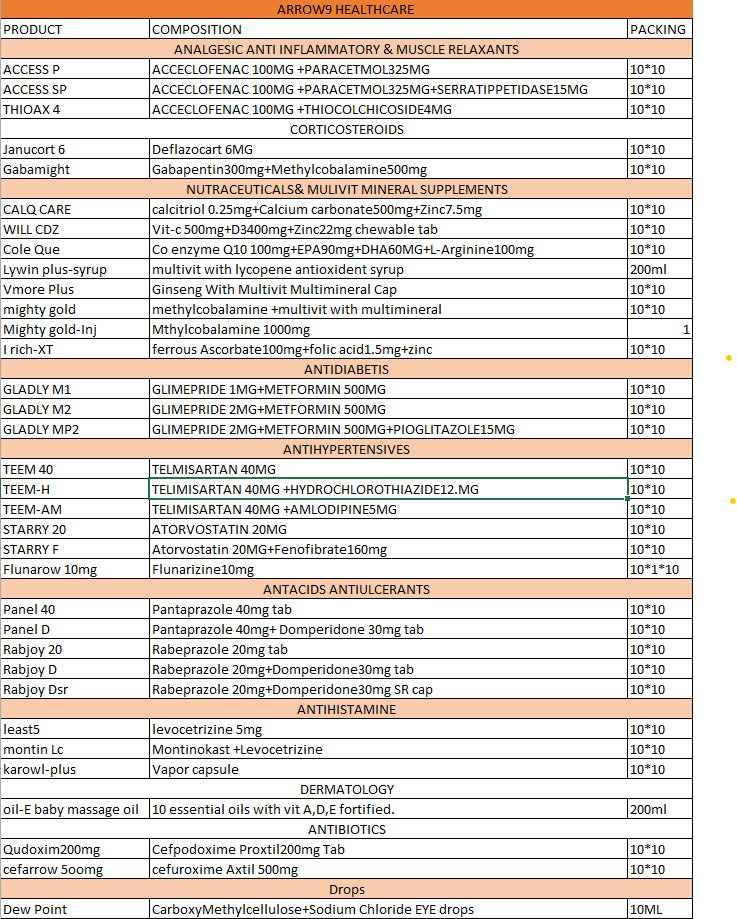 ARROW9 HEALTHCARE
PRODUCT COMPOSITION PACKING
ANALGESIC ANTI INFLAMMATORY & MUSCLE RELAXANTS
ACCESS P ACCECLOFENAC 100MG +PARACETMOL325MG 10*10
ACCESS SP ACCECLOFENAC 100MG +PARACETMOL325MG+SERRATIPPETIDASE15MG 10*10
THIOAX 4 ACCECLOFENAC 100MG +THIOCOLCHICOSIDE4MG 10*10
CORTICOSTEROIDS
Janucort 6 Deflazocart 6MG 10*10
Gabamight Gabapentin300mg+Methylcobalamine500mg 10*10
NUTRACEUTICALS& MULIVIT MINERAL SUPPLEMENTS
CALQ CARE calcitriol 0.25mg+Calcium carbonate500mg+Zinc7.5mg 10*10
WILL CDZ Vit-c 500mg+D3400mg+Zinc22mg chewable tab 10*10
Cole Que Co enzyme Q10 100mg+EPA90mg+DHA60MG+L-Arginine100mg 10*10
Lywin plus-syrup multivit with lycopene antioxident syrup 200ml
Vmore Plus Ginseng With Multivit Multimineral Cap 10*10
mighty gold methylcobalamine +multivit with multimineral 10*10
Mighty gold-Inj Mthylcobalamine 1000mg 1
I rich-XT ferrous Ascorbate100mg+folic acid1.5mg+zinc 10*10
ANTIDIABETIS
GLADLY M1 GLIMEPRIDE 1MG+METFORMIN 500MG 10*10
GLADLY M2 GLIMEPRIDE 2MG+METFORMIN 500MG 10*10
GLADLY MP2 GLIMEPRIDE 2MG+METFORMIN 500MG+PIOGLITAZOLE15MG 10*10
ANTIHYPERTENSIVES
TEEM 40 TELMISARTAN 40MG 10*10
TEEM-H TELIMISARTAN 40MG +HYDROCHLOROTHIAZIDE12.MG 10*10
TEEM-AM TELIMISARTAN 40MG +AMLODIPINE5MG 10*10
STARRY 20 ATORVOSTATIN 20MG 10*10
STARRY F Atorvostatin 20MG+Fenofibrate160mg 10*10
Flunarow 10mg Flunarizine10mg 10*1*10
ANTACIDS ANTIULCERANTS
Panel 40 Pantaprazole 40mg tab 10*10
Panel D Pantaprazole 40mg+ Domperidone 30mg tab 10*10
Rabjoy 20 Rabeprazole 20mg tab 10*10
Rabjoy D Rabeprazole 20mg+Domperidone30mg tab 10*10
Rabjoy Dsr Rabeprazole 20mg+Domperidone30mg SR cap 10*10
ANTIHISTAMINE
least5 levocetrizine 5mg 10*10
montin Lc Montinokast +Levocetrizine 10*10
karowl-plus Vapor capsule 10*10
DERMATOLOGY
oil-E baby massage oil 10 essential oils with vit A,D,E fortified. 200ml
ANTIBIOTICS
Qudoxim200mg Cefpodoxime Proxtil200mg Tab 10*10
cefarrow 5oomg cefuroxime Axtil 500mg 10*10
Drops
Dew Point CarboxyMethylcellulose+Sodium Chloride EYE drops 10ML